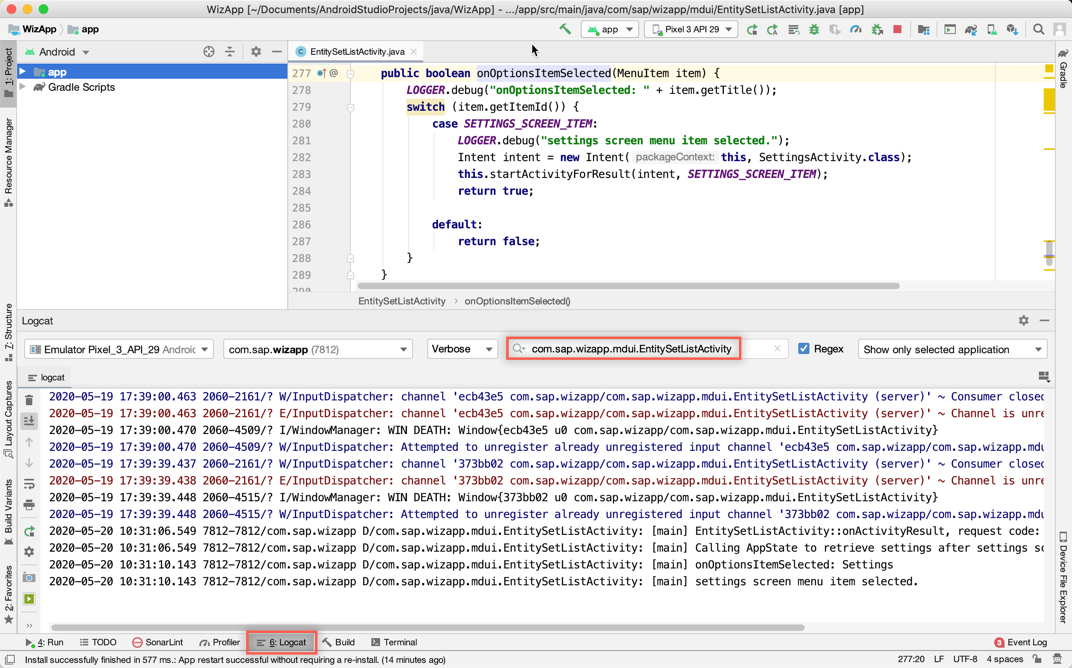 WizApp [~/Documents/AndroidStudioProjects/java/WizApp] - .../app/src/main/java/com/sap/wizapp/mdui/EntitySetListActivity.java [app]
WizApp app
app Pixel 3 API 29
1: Project
Resource Manager
7: Structure
Layout Captures
Build Variants
2: Favorites
Android
app
Gradle Scripts
EntitySetListActivity.java
277 @ public boolean onOptionsItemSelected(MenuItem item) {
278 LOGGER.debug("onOptionsItemSelected: " + item.getTitle());
279 switch (item.getItemId()) {
280 case SETTINGS_SCREEN_ITEM:
281 LOGGER.debug("settings screen menu item selected.");
282 Intent intent = new Intent( packageContext: this, SettingsActivity.class);
283 this.startActivityForResult(intent, SETTINGS_SCREEN_ITEM);
284 return true;
285
286 default:
287 return false;
288 }
289 }
290
EntitySetListActivity › onOptionsItemSelected()
Gradle
Device File Explorer
Logcat
Emulator Pixel_3_API_29 Android com.sap.wizapp (7812) Verbose com.sap.wizapp.mdui.EntitySetListActivity Regex Show only selected application
logcat
2020-05-19 17:39:00.463 2060-2161/? W/InputDispatcher: channel 'ecb43e5 com.sap.wizapp/com.sap.wizapp.mdui.EntitySetListActivity (server)' ~ Consumer closed
2020-05-19 17:39:00.463 2060-2161/? E/InputDispatcher: channel 'ecb43e5 com.sap.wizapp/com.sap.wizapp.mdui.EntitySetListActivity (server)' ~ Channel is unre
2020-05-19 17:39:00.470 2060-4509/? I/WindowManager: WIN DEATH: Window{ecb43e5 u0 com.sap.wizapp/com.sap.wizapp.mdui.EntitySetListActivity}
2020-05-19 17:39:00.470 2060-4509/? W/InputDispatcher: Attempted to unregister already unregistered input channel 'ecb43e5 com.sap.wizapp/com.sap.wizapp.mdu
2020-05-19 17:39:39.437 2060-2161/? W/InputDispatcher: channel '373bb02 com.sap.wizapp/com.sap.wizapp.mdui.EntitySetListActivity (server)' ~ Consumer closed
2020-05-19 17:39:39.438 2060-2161/? E/InputDispatcher: channel '373bb02 com.sap.wizapp/com.sap.wizapp.mdui.EntitySetListActivity (server)' ~ Channel is unre
2020-05-19 17:39:39.448 2060-4515/? I/WindowManager: WIN DEATH: Window{373bb02 u0 com.sap.wizapp/com.sap.wizapp.mdui.EntitySetListActivity}
2020-05-19 17:39:39.448 2060-4515/? W/InputDispatcher: Attempted to unregister already unregistered input channel '373bb02 com.sap.wizapp/com.sap.wizapp.mdu
2020-05-20 10:31:06.549 7812-7812/com.sap.wizapp D/com.sap.wizapp.mdui.EntitySetListActivity: [main] EntitySetListActivity::onActivityResult, request code:
2020-05-20 10:31:06.549 7812-7812/com.sap.wizapp D/com.sap.wizapp.mdui.EntitySetListActivity: [main] Calling AppState to retrieve settings after settings sc
2020-05-20 10:31:10.143 7812-7812/com.sap.wizapp D/com.sap.wizapp.mdui.EntitySetListActivity: [main] onOptionsItemSelected: Settings
2020-05-20 10:31:10.143 7812-7812/com.sap.wizapp D/com.sap.wizapp.mdui.EntitySetListActivity: [main] settings screen menu item selected.
4: Run TODO SonarLint Profiler 6: Logcat Build Terminal 3 Event Log
Install successfully finished in 577 ms.: App restart successful without requiring a re-install. (14 minutes ago) 277:20 LF UTF-8 4 spaces